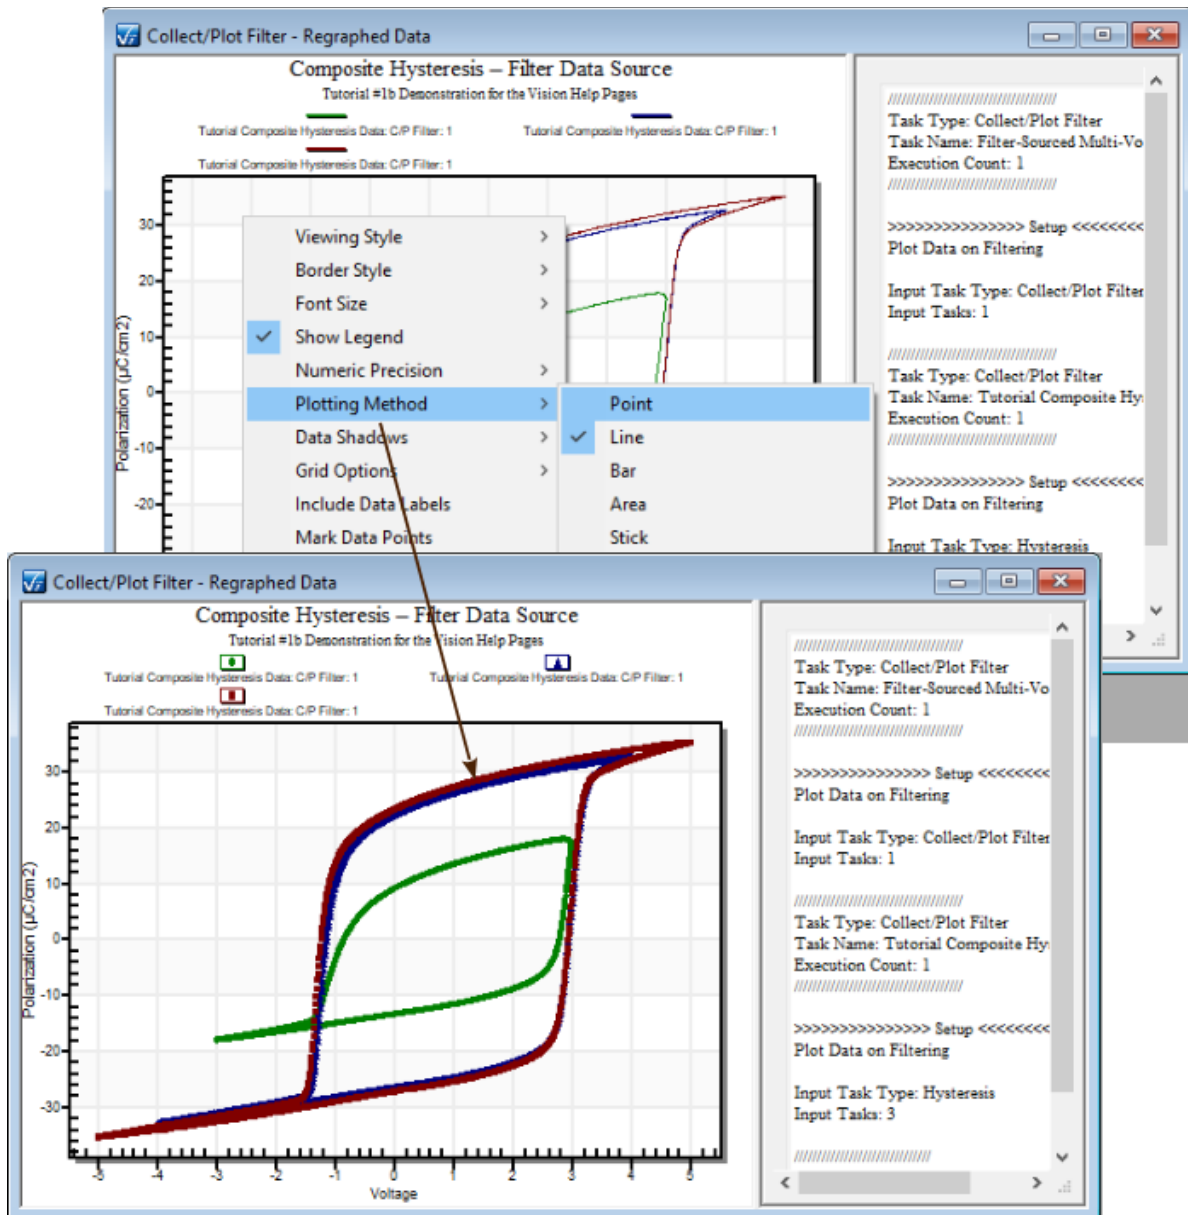 Collect/Plot Filter - Regraphed Data
Composite Hysteresis – Filter Data Source
Tutorial #1b Demonstration for the Vision Help Pages
Tutorial Composite Hysteresis Data: C/P Filter: 1
Tutorial Composite Hysteresis Data: C/P Filter: 1
Tutorial Composite Hysteresis Data: C/P Filter: 1
Polarization (µC/cm2)
30
20
10
0
-10
-20
Viewing Style
Border Style
Font Size
Show Legend
Numeric Precision
Plotting Method
Data Shadows
Grid Options
Include Data Labels
Mark Data Points
Point
Line
Bar
Area
Stick
////////////////////////////////////////
Task Type: Collect/Plot Filter
Task Name: Filter-Sourced Multi-Vo
Execution Count: 1
////////////////////////////////////////
>>>>>>>>>>>>>>> Setup <<<<<<<<
Plot Data on Filtering
Input Task Type: Collect/Plot Filter
Input Tasks: 1
////////////////////////////////////////
Task Type: Collect/Plot Filter
Task Name: Tutorial Composite Hy
Execution Count: 1
////////////////////////////////////////
>>>>>>>>>>>>>>> Setup <<<<<<<<
Plot Data on Filtering
Input Task Type: Hysteresis
Collect/Plot Filter - Regraphed Data
Composite Hysteresis – Filter Data Source
Tutorial #1b Demonstration for the Vision Help Pages
Tutorial Composite Hysteresis Data: C/P Filter: 1
Tutorial Composite Hysteresis Data: C/P Filter: 1
Tutorial Composite Hysteresis Data: C/P Filter: 1
Polarization (µC/cm2)
30
20
10
0
-10
-20
-30
-5 -4 -3 -2 -1 0 1 2 3 4 5
Voltage
////////////////////////////////////////
Task Type: Collect/Plot Filter
Task Name: Filter-Sourced Multi-Vo
Execution Count: 1
////////////////////////////////////////
>>>>>>>>>>>>>>> Setup <<<<<<<<
Plot Data on Filtering
Input Task Type: Collect/Plot Filter
Input Tasks: 1
////////////////////////////////////////
Task Type: Collect/Plot Filter
Task Name: Tutorial Composite Hy
Execution Count: 1
////////////////////////////////////////
>>>>>>>>>>>>>>> Setup <<<<<<<<
Plot Data on Filtering
Input Task Type: Hysteresis
Input Tasks: 3
////////////////////////////////